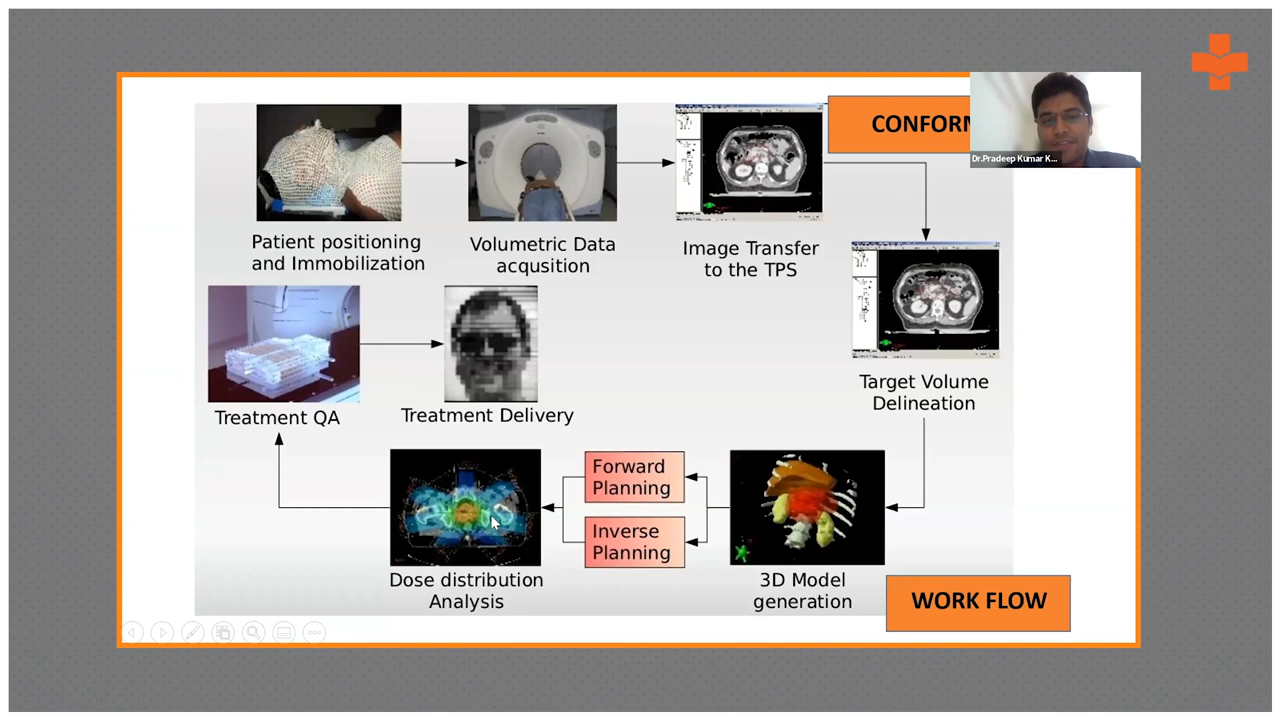 CONFORM
Dr.Pradeep Kumar K...
Patient positioning
and Immobilization
Volumetric Data
acqusition
Image Transfer
to the TPS
Target Volume
Delineation
Treatment QA
Treatment Delivery
Forward
Planning
Inverse
Planning
Dose distribution
Analysis
3D Model
generation
WORK FLOW